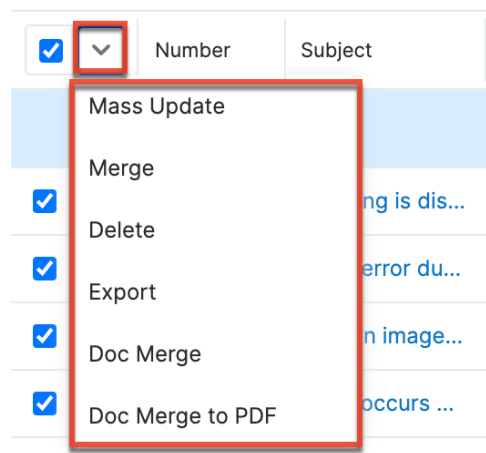 Number Subject
Mass Update
Merge
ng is dis...
Delete
error du...
Export
n image...
Doc Merge
occurs ...
Doc Merge to PDF